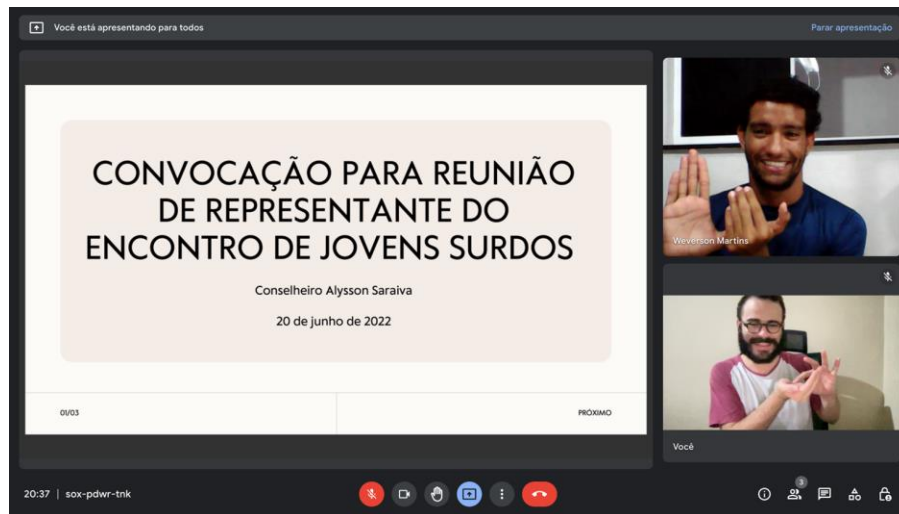 Você está apresentando para todos
Parar apresentação
CONVOCAÇÃO PARA REUNIÃO
DE REPRESENTANTE DO
ENCONTRO DE JOVENS SURDOS
Conselheiro Alysson Saraiva
20 de junho de 2022
01/03
PRÓXIMO
Weverson Martins
Você
20:37 | sox-pdwr-tnk
3